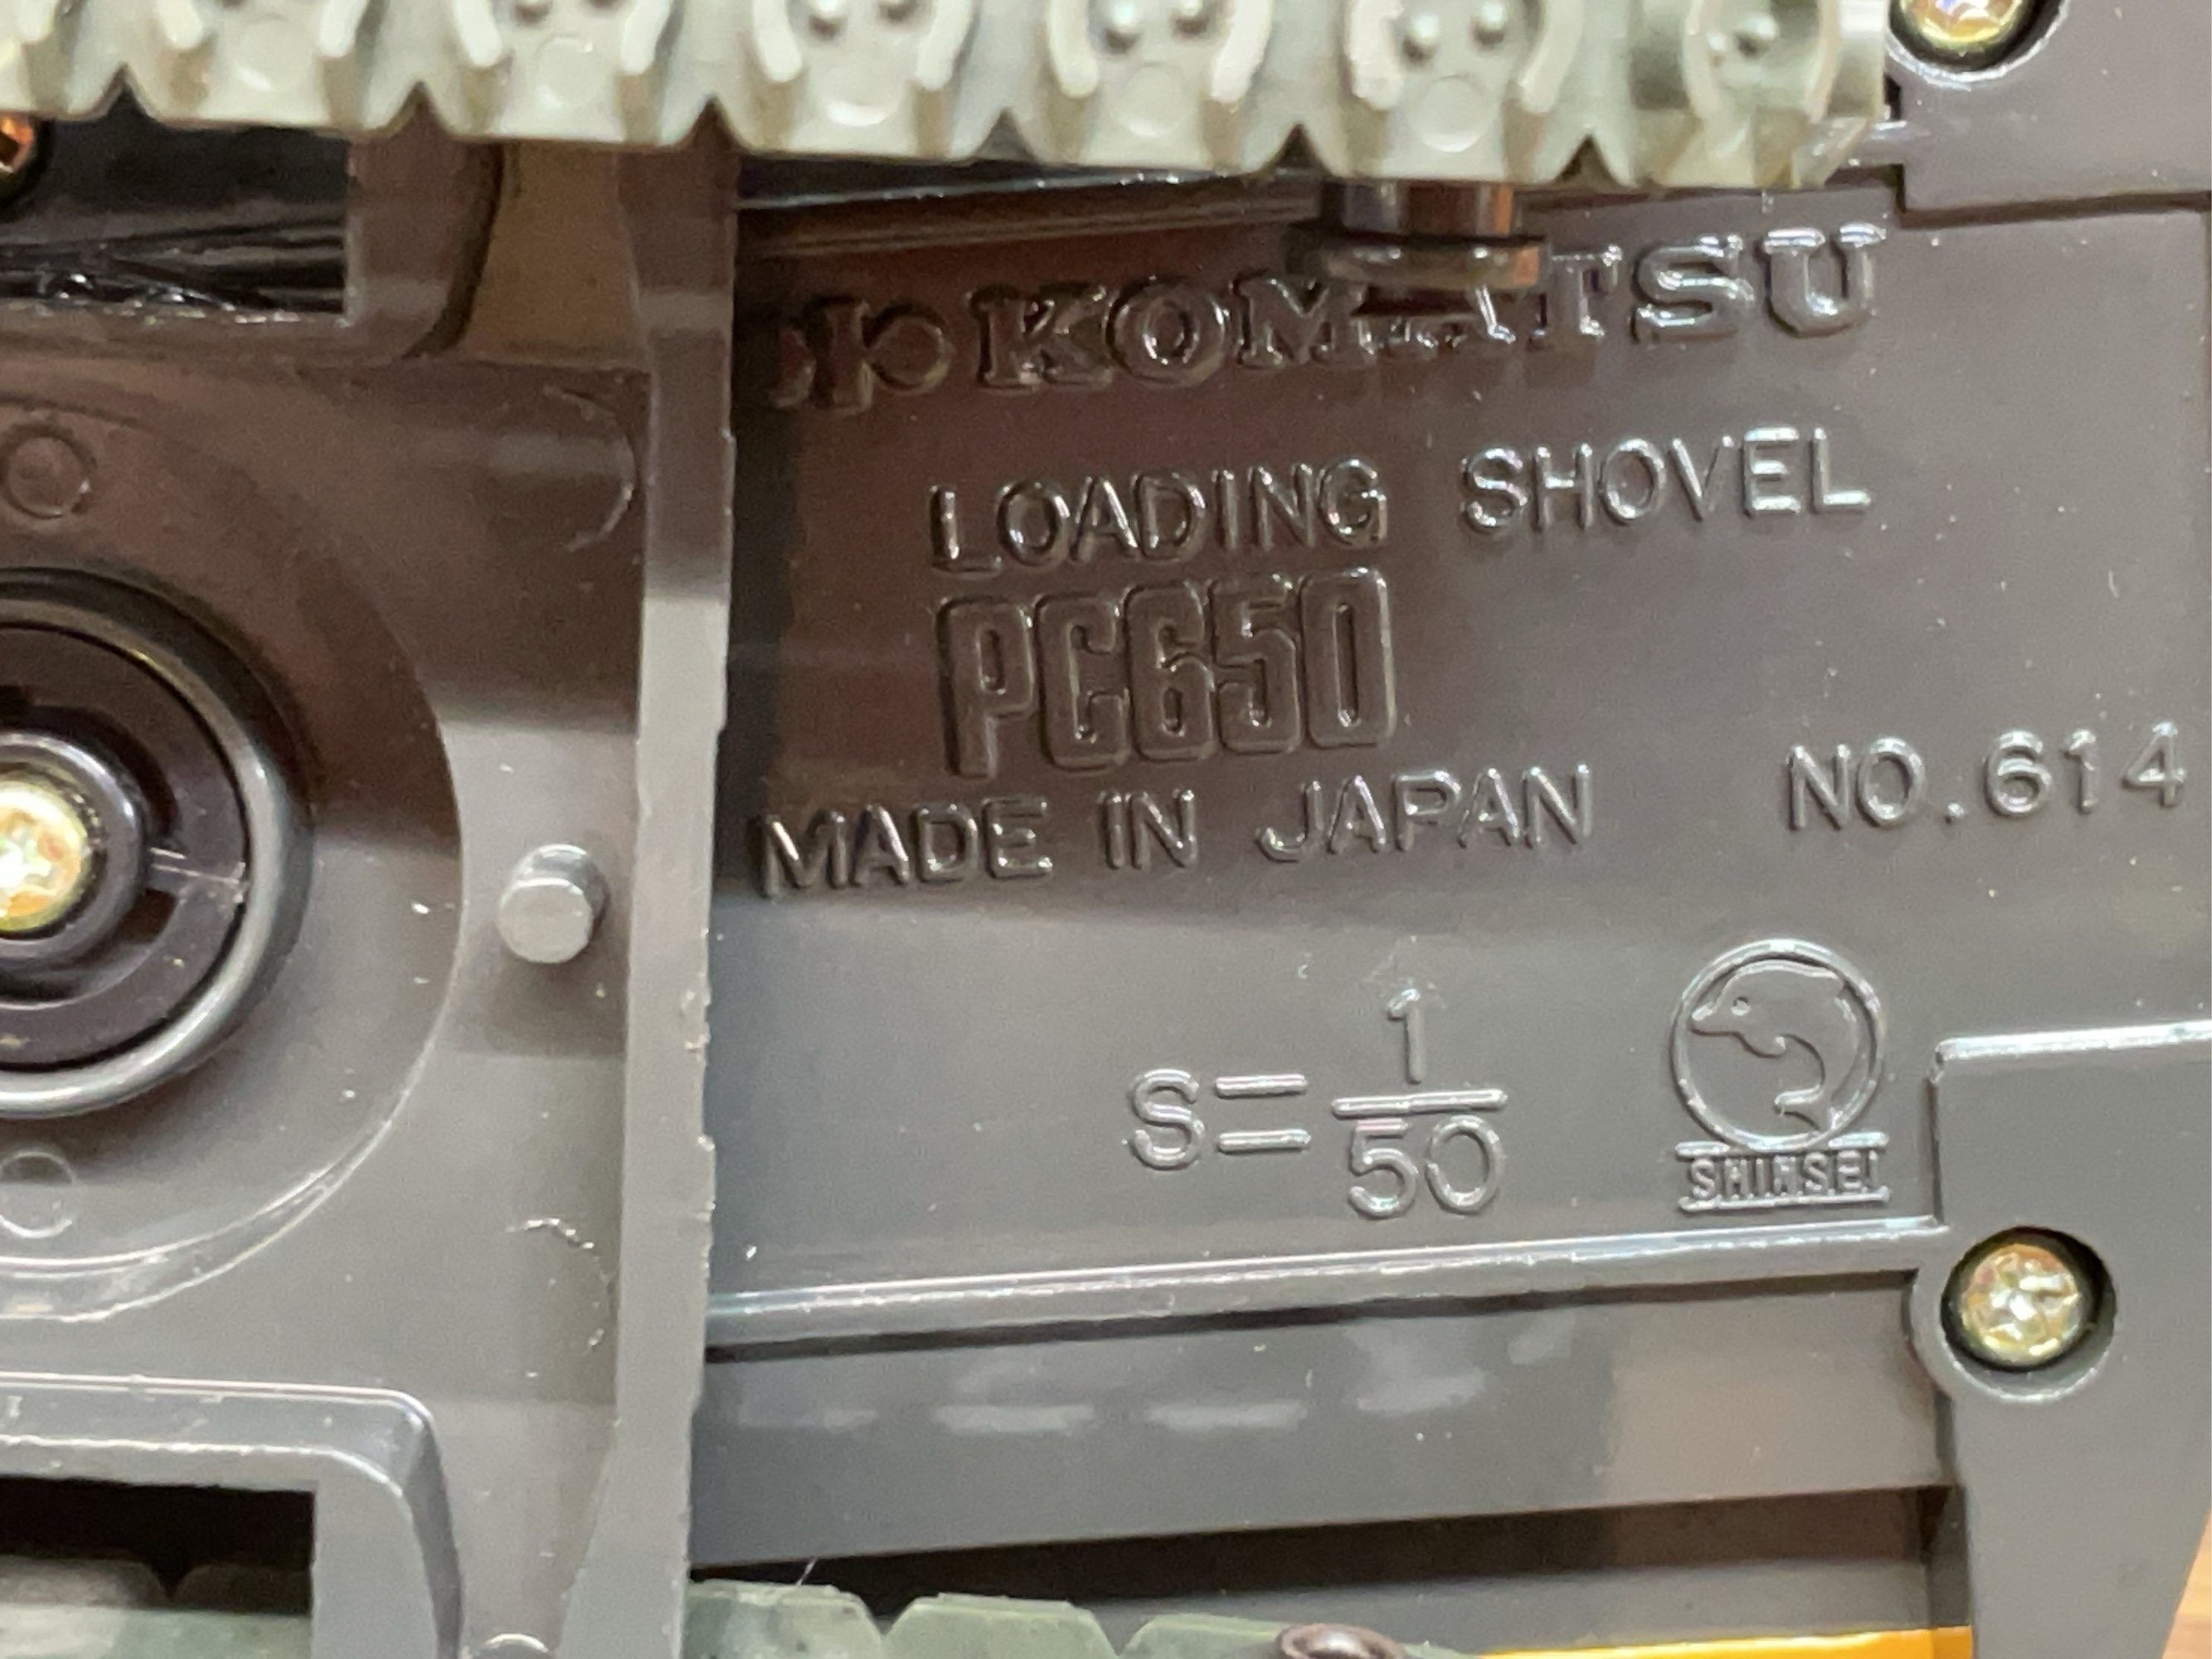 KOMATSU
LOADING SHOVEL
PC650
MADE IN JAPAN
NO.614
S=1/50
SHINSEI